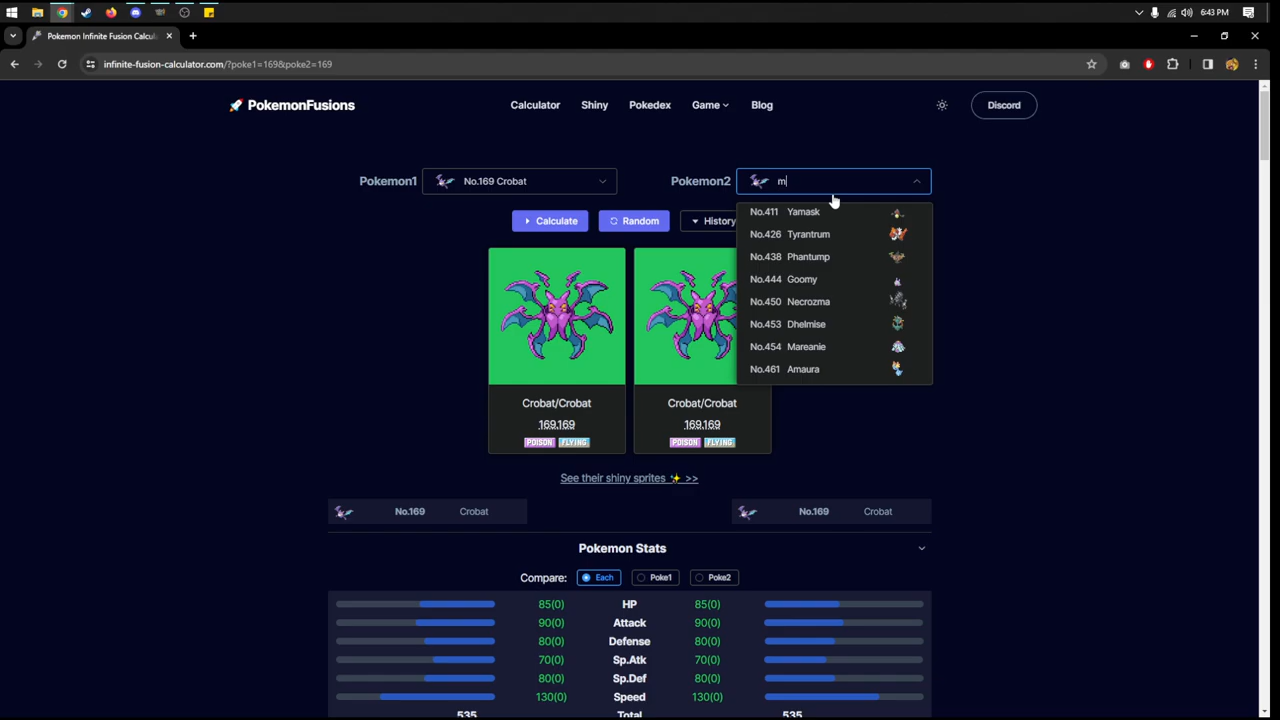 6:43 PM
Pokemon Infinite Fusion Calcul
infinite-fusion-calculator.com/?poke1=169&poke2=169
PokemonFusions
Calculator Shiny Pokedex Game Blog Discord
Pokemon1 No.169 Crobat Pokemon2 m
Calculate Random History
No.411 Yamask
No.426 Tyrantrum
No.438 Phantump
No.444 Goomy
No.450 Necrozma
No.453 Dhelmise
No.454 Mareanie
No.461 Amaura
Crobat/Crobat Crobat/Crobat
169.169 169.169
POISON FLYING POISON FLYING
See their shiny sprites ✨ >>
No.169 Crobat No.169 Crobat
Pokemon Stats
Compare: Each Poke1 Poke2
85(0) HP 85(0)
90(0) Attack 90(0)
80(0) Defense 80(0)
70(0) Sp.Atk 70(0)
80(0) Sp.Def 80(0)
130(0) Speed 130(0)
535 Total 535